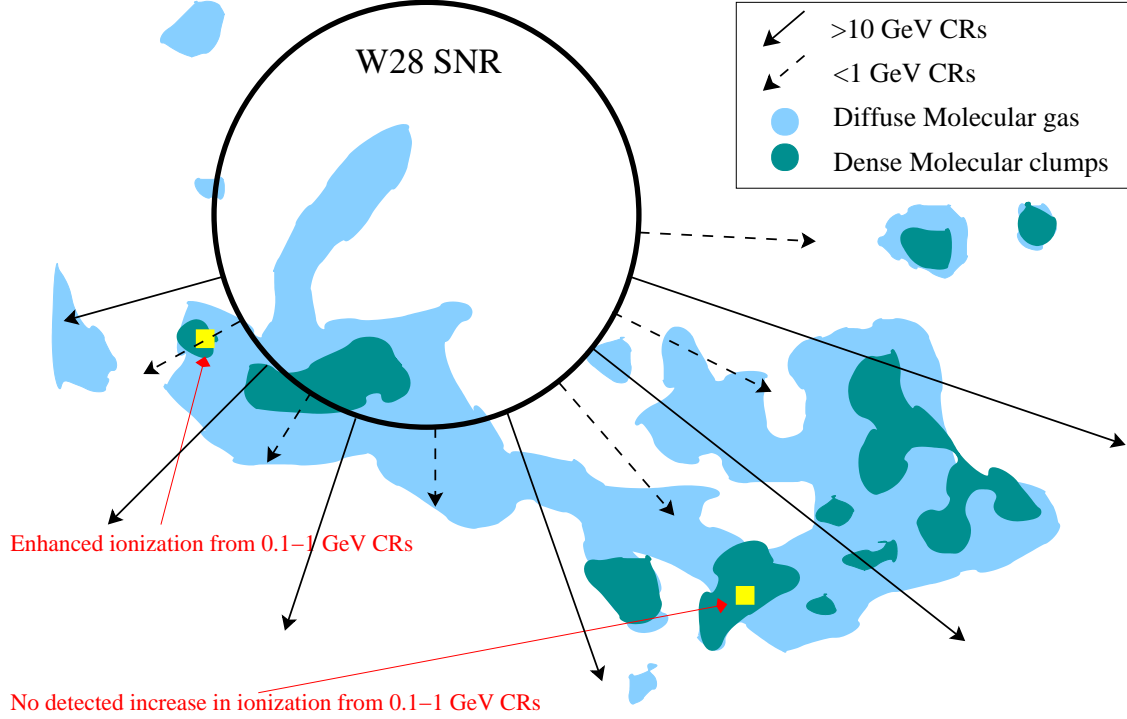 W28 SNR
>10 GeV CRs
<1 GeV CRs
Diffuse Molecular gas
Dense Molecular clumps
Enhanced ionization from 0.1–1 GeV CRs
No detected increase in ionization from 0.1–1 GeV CRs